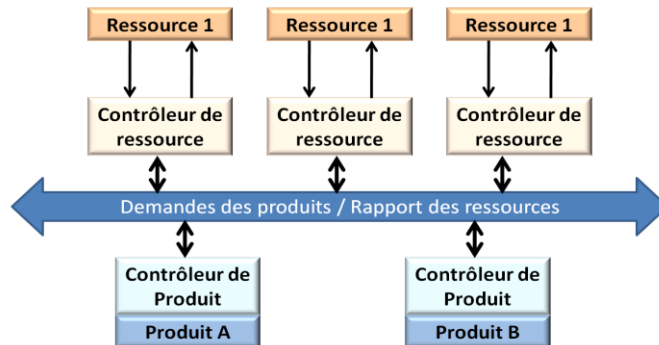 Ressource 1
Ressource 1
Ressource 1
Contrôleur de
ressource
Contrôleur de
ressource
Contrôleur de
ressource
Demandes des produits / Rapport des ressources
Contrôleur de
Produit
Produit A
Contrôleur de
Produit
Produit B